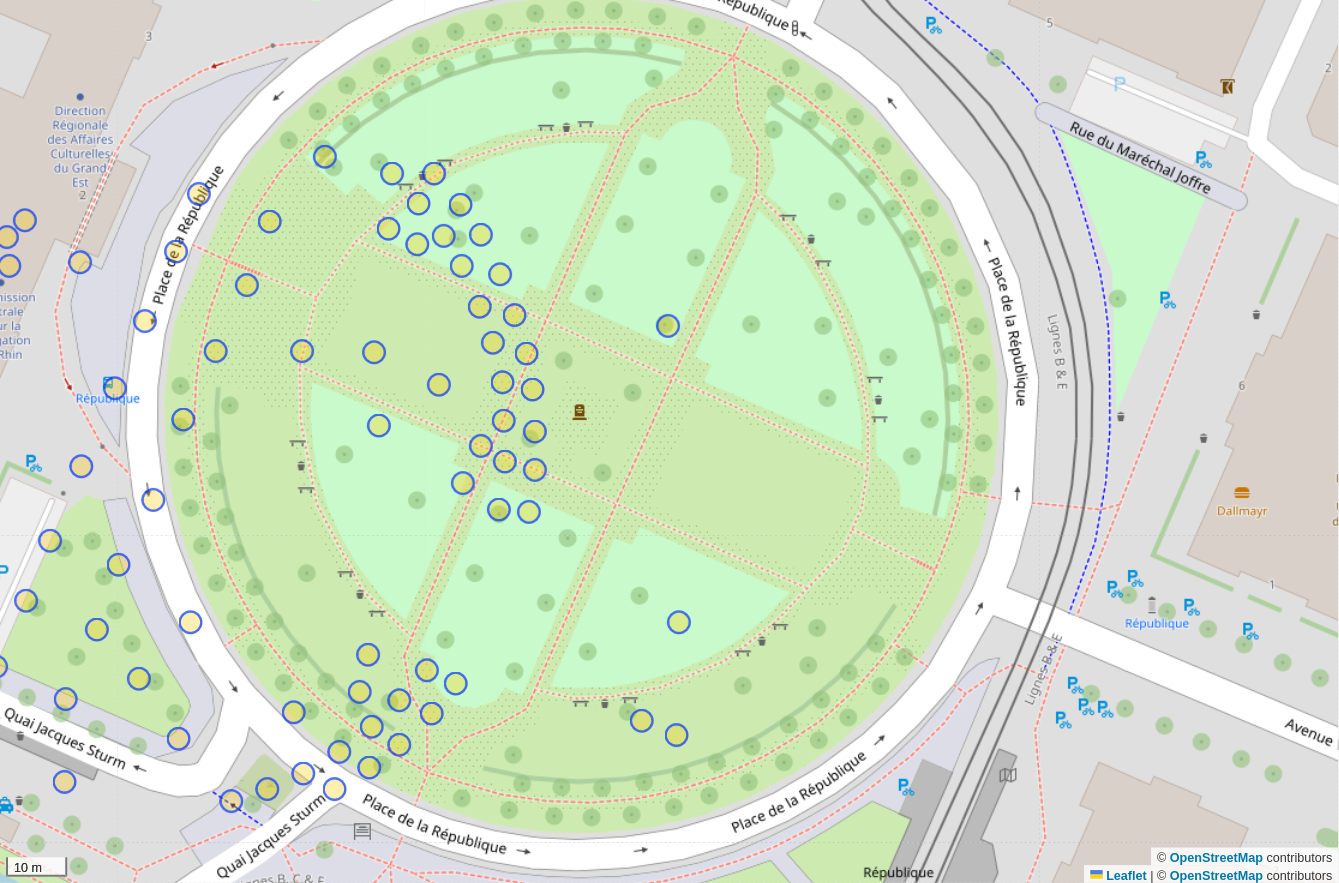 République
3
5
2
Direction
Régionale
des Affaires
Culturelles
du Grand
Est
2
Rue du Maréchal Joffre
Place de la République
Place de la République
Lignes B & E
mission
trale
ur la
gation
Rhin
République
6
Dallmayr
1
République
Lignes B & E
Quai Jacques Sturm
Avenue
Place de la République
Place de la République
Quai Jacques Sturm
République
10 m
© OpenStreetMap contributors
Leaflet | © OpenStreetMap contributors